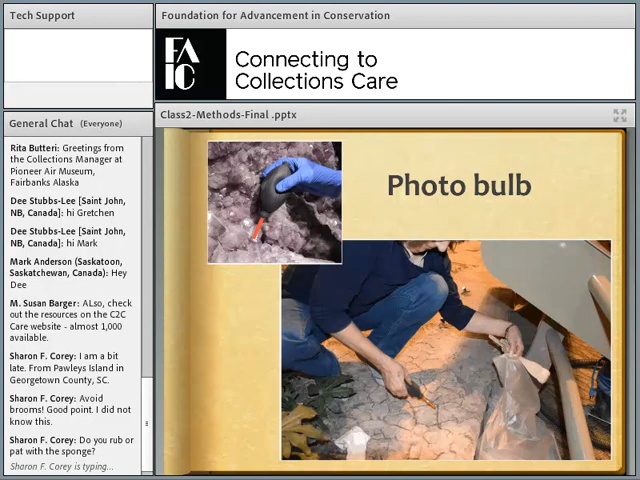 Tech Support
Foundation for Advancement in Conservation
FA
IC
Connecting to
Collections Care
General Chat (Everyone)
Rita Butteri: Greetings from
the Collections Manager at
Pioneer Air Museum,
Fairbanks Alaska
Dee Stubbs-Lee [Saint John,
NB, Canada]: hi Gretchen
Dee Stubbs-Lee [Saint John,
NB, Canada]: hi Mark
Mark Anderson (Saskatoon,
Saskatchewan, Canada): Hey
Dee
M. Susan Barger: ALso, check
out the resources on the C2C
Care website - almost 1,000
available.
Sharon F. Corey: I am a bit
late. From Pawleys Island in
Georgetown County, SC.
Sharon F. Corey: Avoid
brooms! Good point. I did not
know this.
Sharon F. Corey: Do you rub or
pat with the sponge?
Sharon F. Corey is typing...
Class2-Methods-Final .pptx
Photo bulb